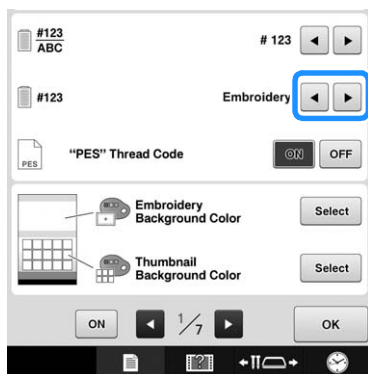 #123
ABC
# 123
#123
Embroidery
PES
"PES" Thread Code
ON
OFF
Embroidery
Background Color
Select
Thumbnail
Background Color
Select
ON
1/7
OK
?